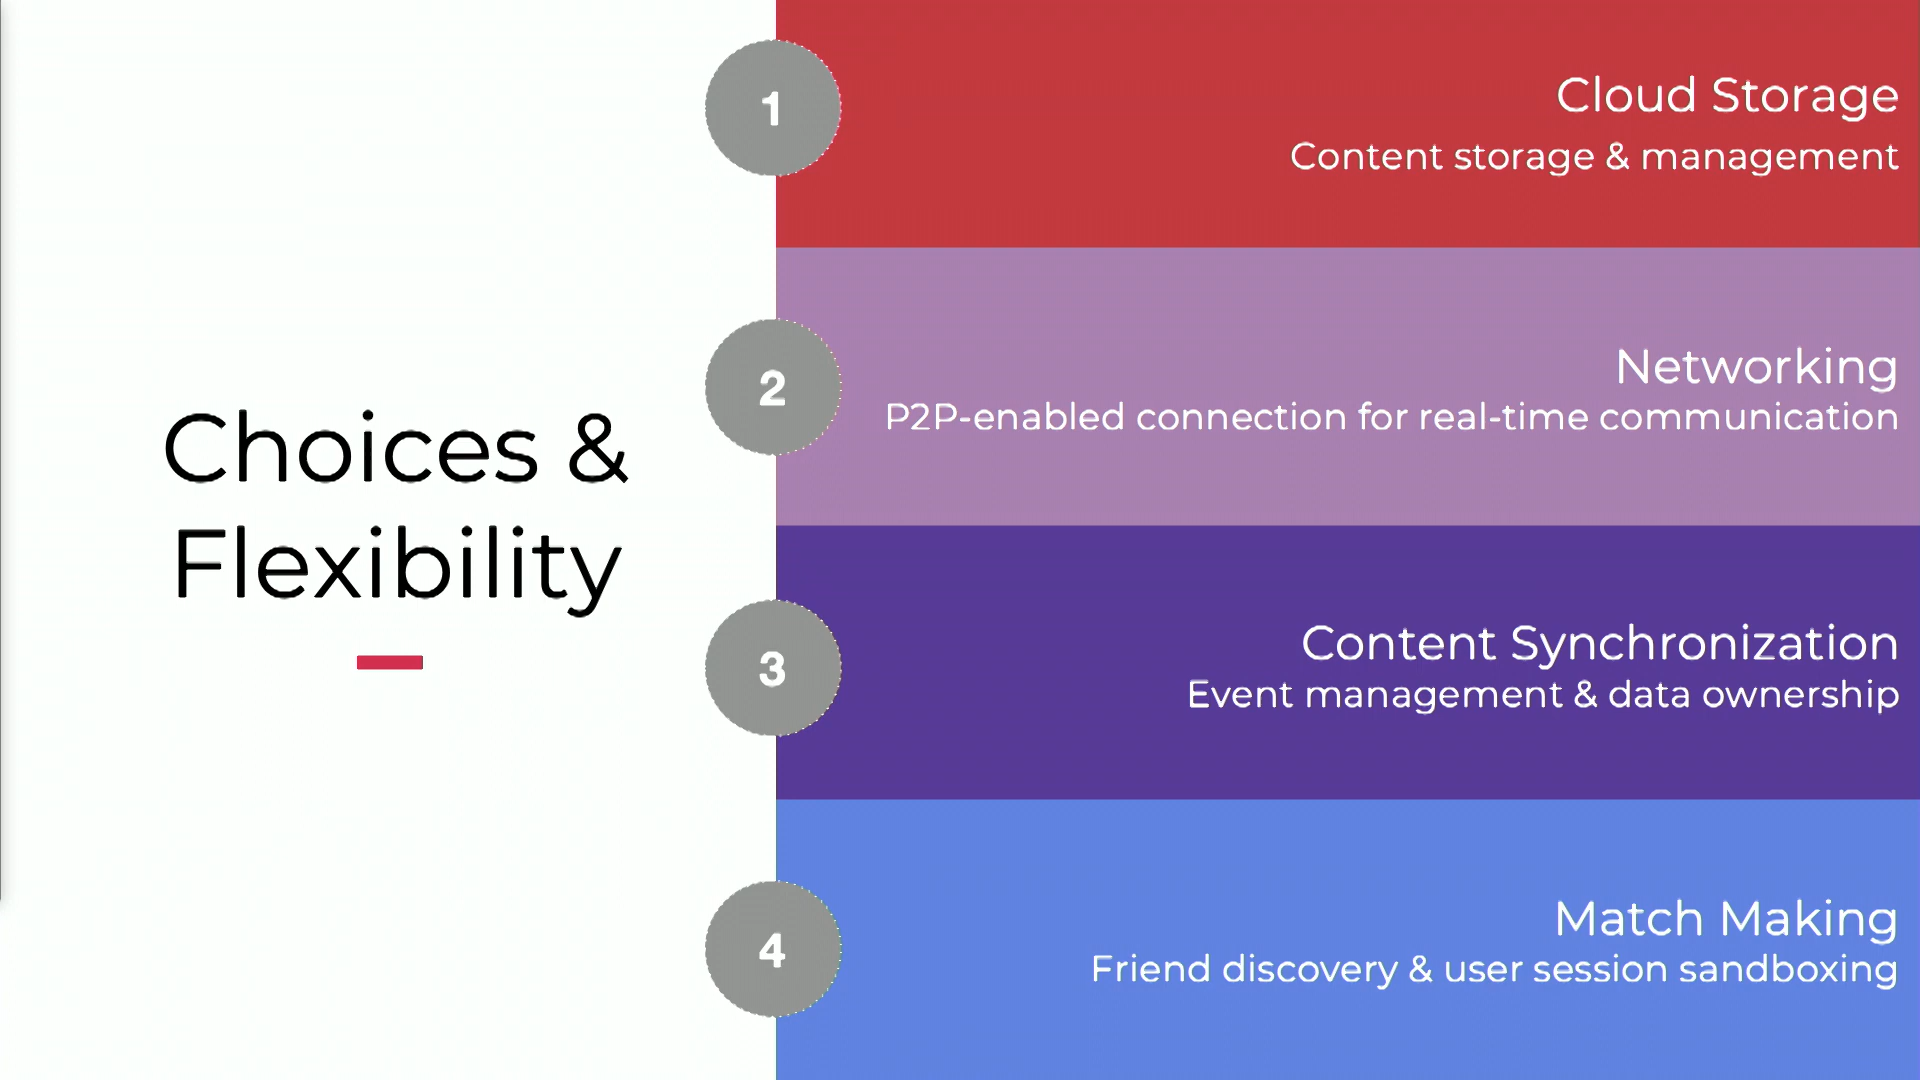 Choices &
Flexibility
1
Cloud Storage
Content storage & management
2
Networking
P2P-enabled connection for real-time communication
3
Content Synchronization
Event management & data ownership
4
Match Making
Friend discovery & user session sandboxing